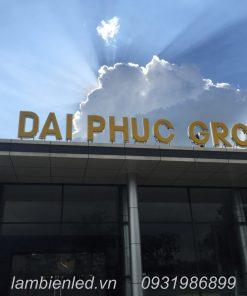 DAI PHUC GRO
lambienled.vn 0931986899